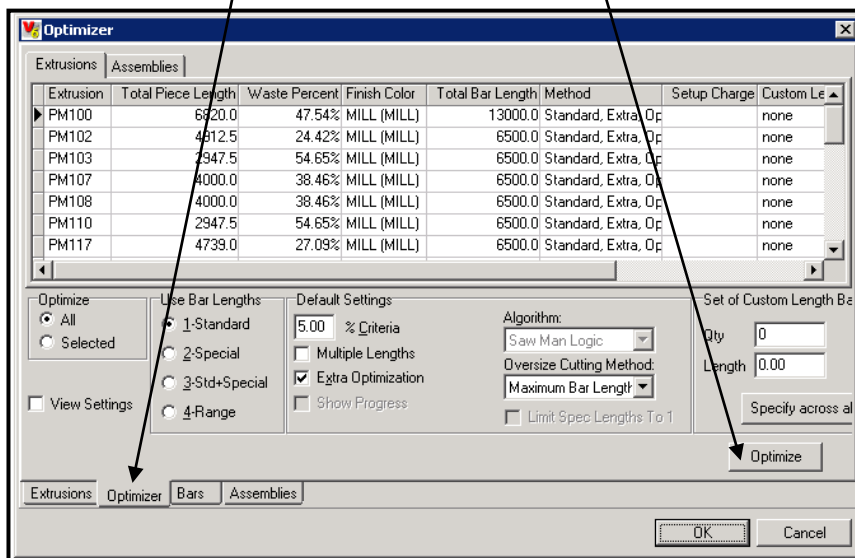 Optimizer
Extrusions Assemblies
Extrusion Total Piece Length Waste Percent Finish Color Total Bar Length Method Setup Charge Custom Le
PM100 6820.0 47.54% MILL (MILL) 13000.0 Standard, Extra, Op none
PM102 4912.5 24.42% MILL (MILL) 6500.0 Standard, Extra, Op none
PM103 2947.5 54.65% MILL (MILL) 6500.0 Standard, Extra, Op none
PM107 4000.0 38.46% MILL (MILL) 6500.0 Standard, Extra, Op none
PM108 4000.0 38.46% MILL (MILL) 6500.0 Standard, Extra, Op none
PM110 2947.5 54.65% MILL (MILL) 6500.0 Standard, Extra, Op none
PM117 4739.0 27.09% MILL (MILL) 6500.0 Standard, Extra, Op none
Optimize Use Bar Lengths Default Settings Set of Custom Length Ba
All 1-Standard 5.00 % Criteria Algorithm: Qty 0
Selected 2-Special Multiple Lengths Saw Man Logic Length 0.00
3-Std+Special Extra Optimization Oversize Cutting Method:
View Settings 4-Range Show Progress Maximum Bar Length Specify across al
Limit Spec Lengths To 1
Optimize
Extrusions Optimizer Bars Assemblies
OK Cancel